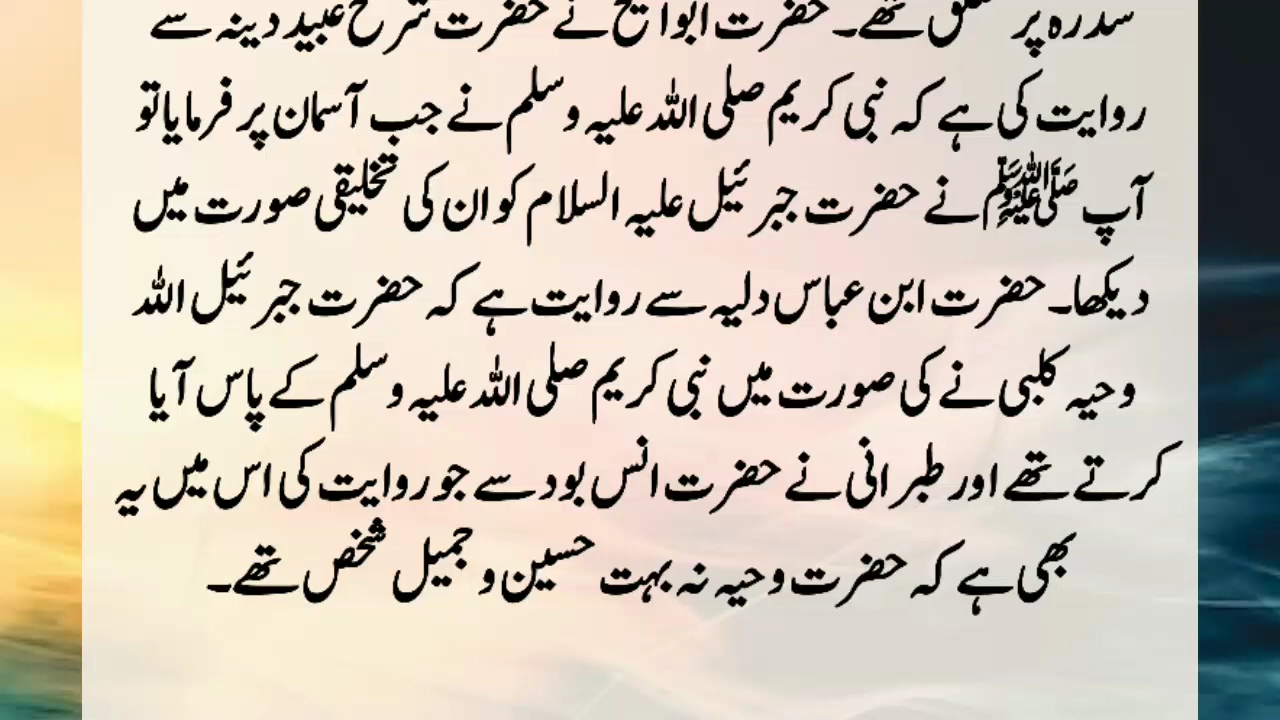 سدرہ پر تھے۔ حضرت نے حضرت شرح عبید دینہ سے
روایت کی ہے کہ نبی کریم صلی اللہ علیہ وسلم نے جب آسمان پر فرمایا تو
آپ ﷺ نے حضرت جبرئیل علیہ السلام کو ان کی تخلیقی صورت میں
دیکھا۔ حضرت ابن عباس دلیہ سے روایت ہے کہ حضرت جبرئیل اللہ
وحیہ کلبی نے کی صورت میں نبی کریم صلی اللہ علیہ وسلم کے پاس آیا
کرتے تھے اور طبرانی نے حضرت انس بود سے جو روایت کی اس میں یہ
بھی ہے کہ حضرت وحیہ نہ بہت حسین و جمیل شخص تھے۔